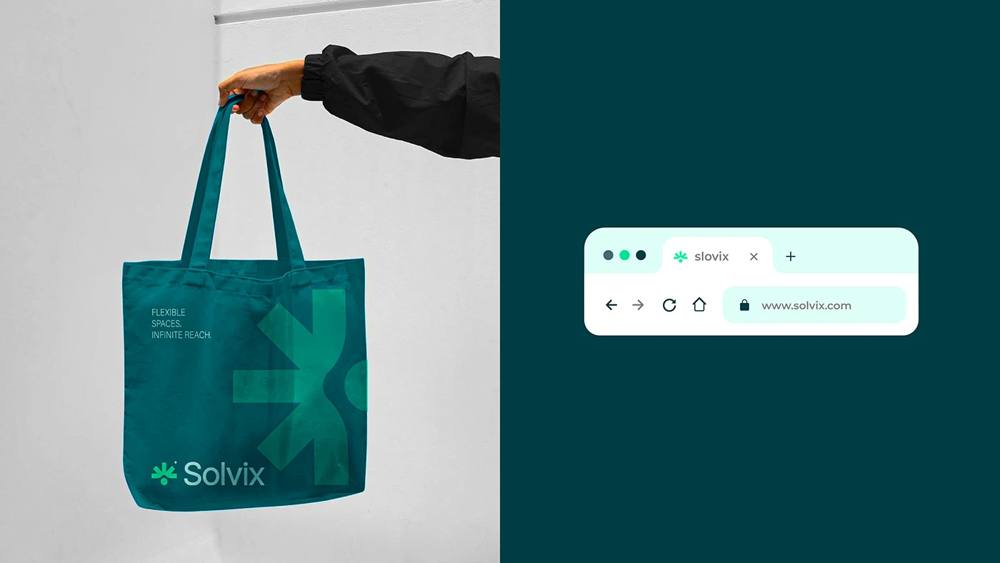 FLEXIBLE
SPACES.
INFINITE REACH.
Solvix
slovix
www.solvix.com